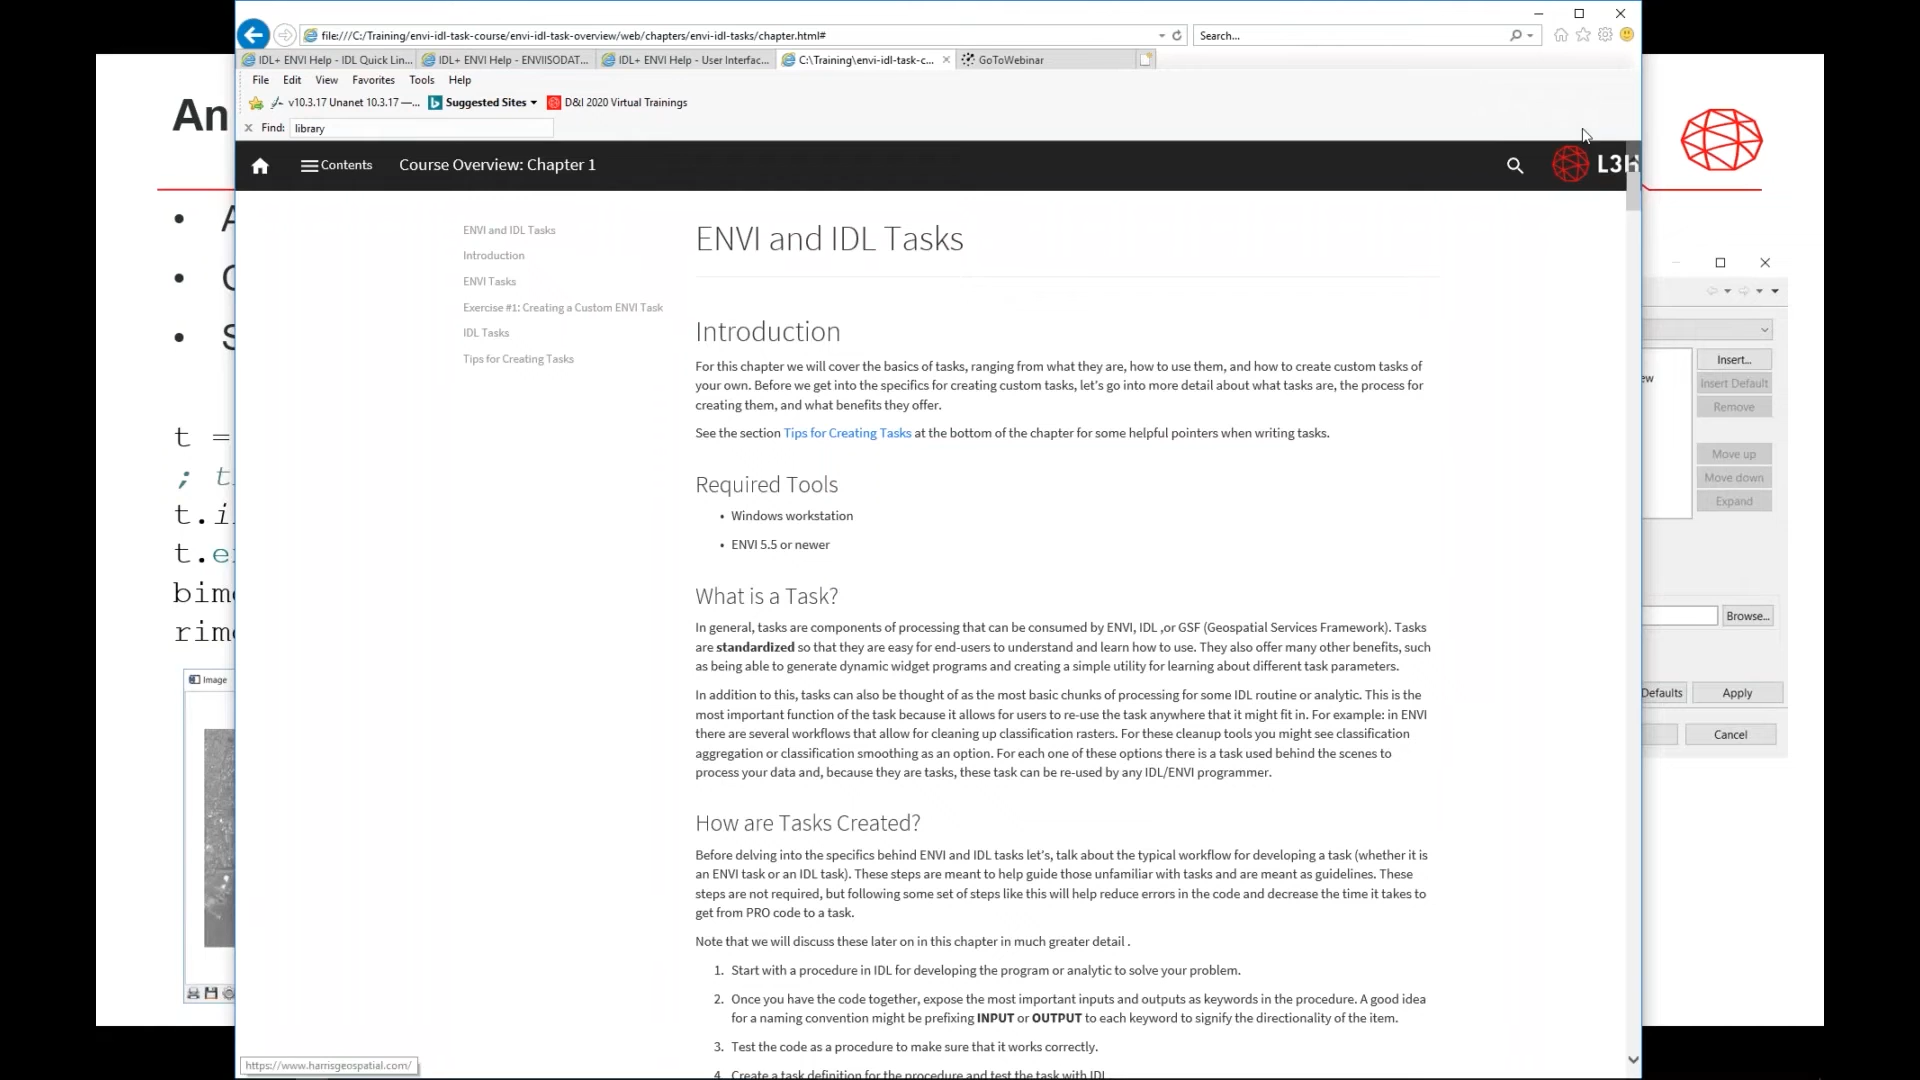 file:///C:/Training/envi-idl-task-course/envi-idl-task-overview/web/chapters/envi-idl-tasks/chapter.html#
Search...
IDL+ ENVI Help - IDL Quick Lin...
IDL+ ENVI Help - ENVIISODAT...
IDL+ ENVI Help - User Interfac...
C:\Training\envi-idl-task-c...
GoToWebinar
File Edit View Favorites Tools Help
v10.3.17 Unanet 10.3.17 —...
Suggested Sites
D&I 2020 Virtual Trainings
Find: library
Contents
Course Overview: Chapter 1
L3H
ENVI and IDL Tasks
Introduction
ENVI Tasks
Exercise #1: Creating a Custom ENVI Task
IDL Tasks
Tips for Creating Tasks
ENVI and IDL Tasks
Introduction
For this chapter we will cover the basics of tasks, ranging from what they are, how to use them, and how to create custom tasks of
your own. Before we get into the specifics for creating custom tasks, let's go into more detail about what tasks are, the process for
creating them, and what benefits they offer.
See the section Tips for Creating Tasks at the bottom of the chapter for some helpful pointers when writing tasks.
Required Tools
• Windows workstation
• ENVI 5.5 or newer
What is a Task?
In general, tasks are components of processing that can be consumed by ENVI, IDL ,or GSF (Geospatial Services Framework). Tasks
are standardized so that they are easy for end-users to understand and learn how to use. They also offer many other benefits, such
as being able to generate dynamic widget programs and creating a simple utility for learning about different task parameters.
In addition to this, tasks can also be thought of as the most basic chunks of processing for some IDL routine or analytic. This is the
most important function of the task because it allows for users to re-use the task anywhere that it might fit in. For example: in ENVI
there are several workflows that allow for cleaning up classification rasters. For these cleanup tools you might see classification
aggregation or classification smoothing as an option. For each one of these options there is a task used behind the scenes to
process your data and, because they are tasks, these task can be re-used by any IDL/ENVI programmer.
How are Tasks Created?
Before delving into the specifics behind ENVI and IDL tasks let's, talk about the typical workflow for developing a task (whether it is
an ENVI task or an IDL task). These steps are meant to help guide those unfamiliar with tasks and are meant as guidelines. These
steps are not required, but following some set of steps like this will help reduce errors in the code and decrease the time it takes to
get from PRO code to a task.
Note that we will discuss these later on in this chapter in much greater detail .
1. Start with a procedure in IDL for developing the program or analytic to solve your problem.
2. Once you have the code together, expose the most important inputs and outputs as keywords in the procedure. A good idea
for a naming convention might be prefixing INPUT or OUTPUT to each keyword to signify the directionality of the item.
3. Test the code as a procedure to make sure that it works correctly.
4. Create a task definition for the procedure and test the task with IDL
https://www.harrisgeospatial.com/
An
t =
; t
t.i
t.e
Image
Insert...
Insert Default
Remove
Move up
Move down
Expand
Browse...
Defaults
Apply
Cancel